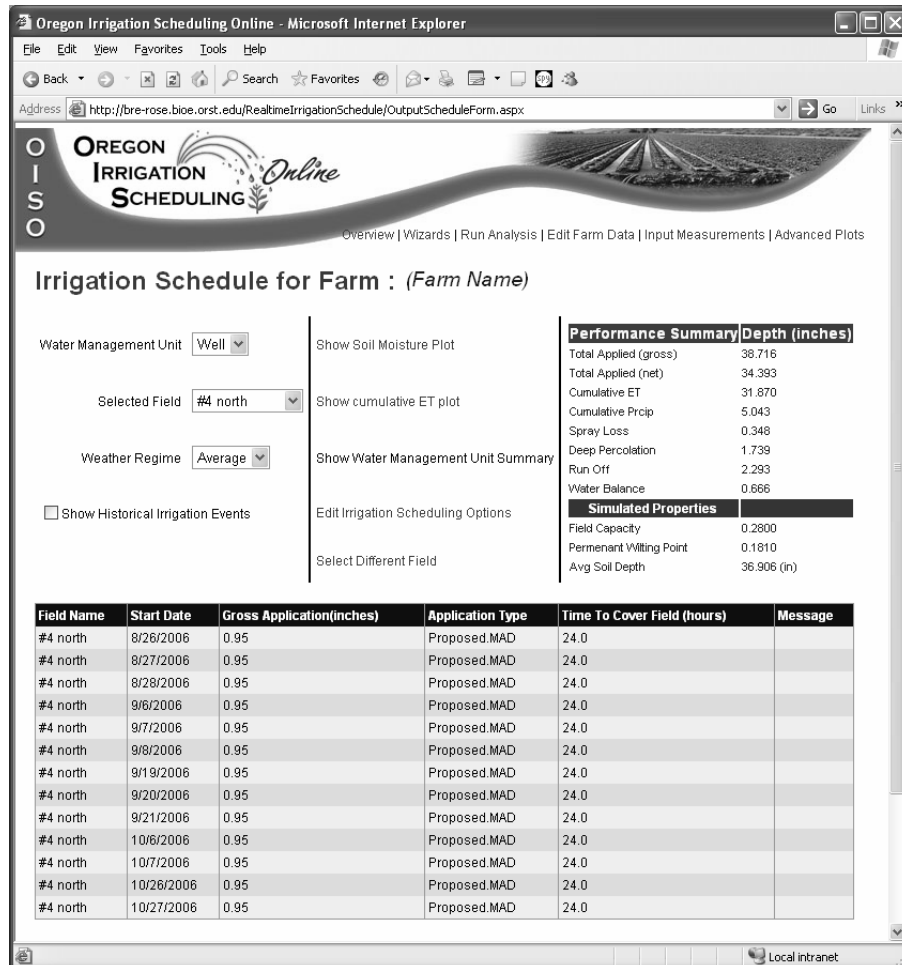 Oregon Irrigation Scheduling Online - Microsoft Internet Explorer
File Edit View Favorites Tools Help
Back Search Favorites
Address http://bre-rose.bioe.orst.edu/RealtimeIrrigationSchedule/OutputScheduleForm.aspx Go Links »
OISO
OREGON
IRRIGATION
SCHEDULING
Online
Overview | Wizards | Run Analysis | Edit Farm Data | Input Measurements | Advanced Plots
Irrigation Schedule for Farm : (Farm Name)
Water Management Unit Well
Selected Field #4 north
Weather Regime Average
Show Historical Irrigation Events
Show Soil Moisture Plot
Show cumulative ET plot
Show Water Management Unit Summary
Edit Irrigation Scheduling Options
Select Different Field
Performance Summary Depth (inches)
Total Applied (gross) 38.716
Total Applied (net) 34.393
Cumulative ET 31.870
Cumulative Prcip 5.043
Spray Loss 0.348
Deep Percolation 1.739
Run Off 2.293
Water Balance 0.666
Simulated Properties
Field Capacity 0.2800
Permenant Wilting Point 0.1810
Avg Soil Depth 36.906 (in)
Field Name Start Date Gross Application(inches) Application Type Time To Cover Field (hours) Message
#4 north 8/26/2006 0.95 Proposed.MAD 24.0
#4 north 8/27/2006 0.95 Proposed.MAD 24.0
#4 north 8/28/2006 0.95 Proposed.MAD 24.0
#4 north 9/6/2006 0.95 Proposed.MAD 24.0
#4 north 9/7/2006 0.95 Proposed.MAD 24.0
#4 north 9/8/2006 0.95 Proposed.MAD 24.0
#4 north 9/19/2006 0.95 Proposed.MAD 24.0
#4 north 9/20/2006 0.95 Proposed.MAD 24.0
#4 north 9/21/2006 0.95 Proposed.MAD 24.0
#4 north 10/6/2006 0.95 Proposed.MAD 24.0
#4 north 10/7/2006 0.95 Proposed.MAD 24.0
#4 north 10/26/2006 0.95 Proposed.MAD 24.0
#4 north 10/27/2006 0.95 Proposed.MAD 24.0
Local intranet